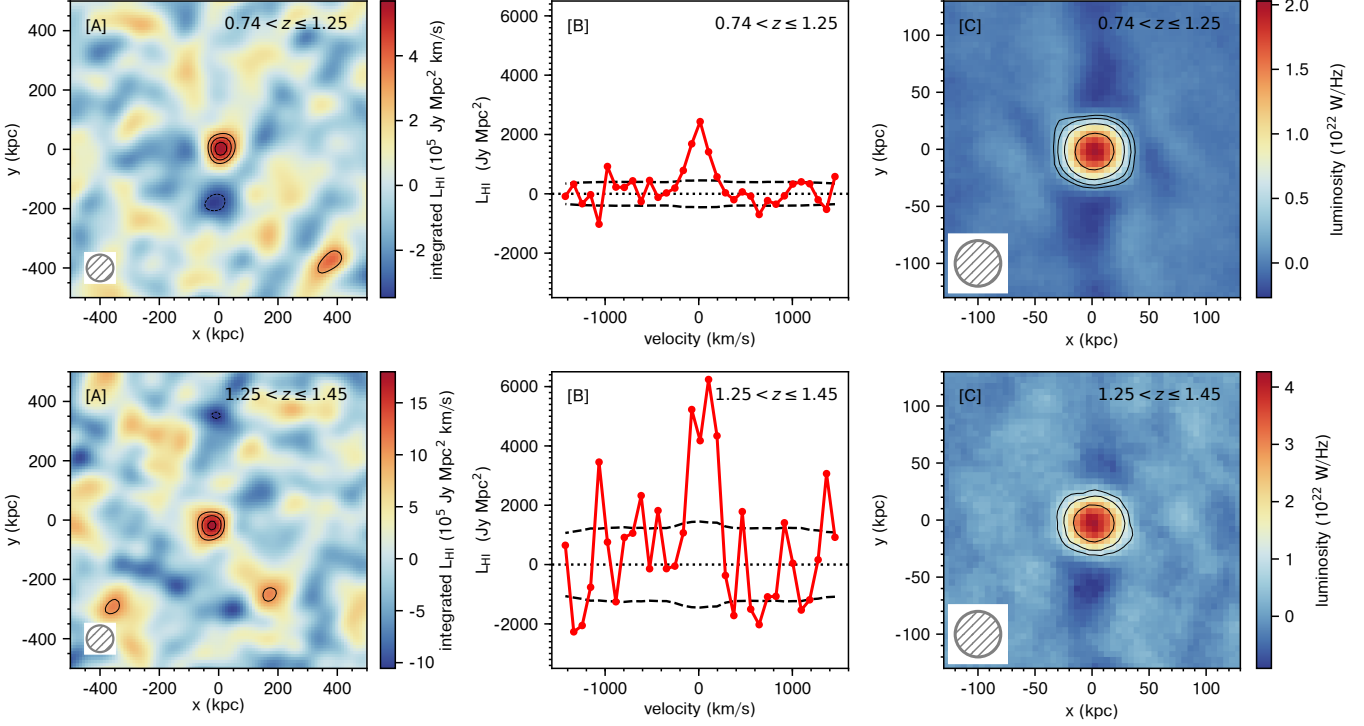 [A] 0.74 < z ≤ 1.25
400
200
0
-200
-400
y (kpc)
-400 -200 0 200 400
x (kpc)
4
2
0
-2
integrated L_HI (10^5 Jy Mpc^2 km/s)
[B] 0.74 < z ≤ 1.25
6000
4000
2000
0
-2000
L_HI (Jy Mpc^2)
-1000 0 1000
velocity (km/s)
[C] 0.74 < z ≤ 1.25
100
50
0
-50
-100
y (kpc)
-100 -50 0 50 100
x (kpc)
2.0
1.5
1.0
0.5
0.0
luminosity (10^22 W/Hz)
[A] 1.25 < z ≤ 1.45
400
200
0
-200
-400
y (kpc)
-400 -200 0 200 400
x (kpc)
15
10
5
0
-5
-10
integrated L_HI (10^5 Jy Mpc^2 km/s)
[B] 1.25 < z ≤ 1.45
6000
4000
2000
0
-2000
L_HI (Jy Mpc^2)
-1000 0 1000
velocity (km/s)
[C] 1.25 < z ≤ 1.45
100
50
0
-50
-100
y (kpc)
-100 -50 0 50 100
x (kpc)
4
3
2
1
0
luminosity (10^22 W/Hz)